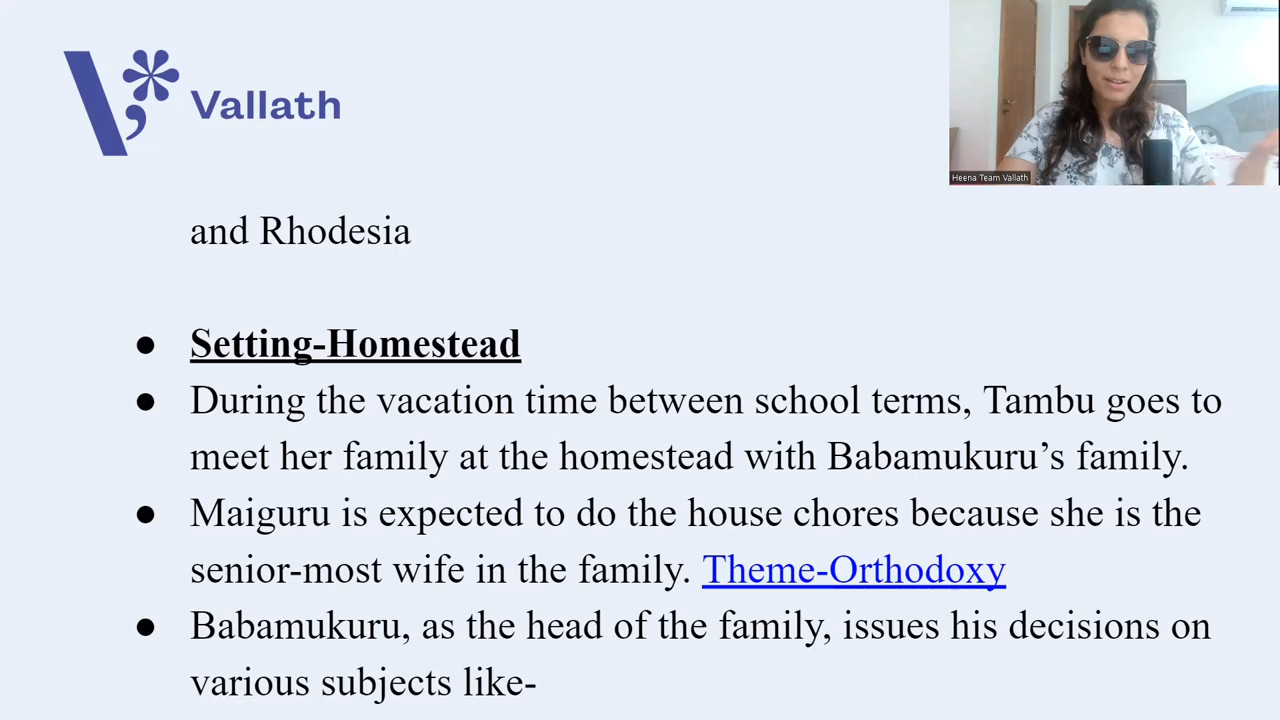 Vallath
Heena Team Vallath
and Rhodesia
● Setting-Homestead
● During the vacation time between school terms, Tambu goes to
meet her family at the homestead with Babamukuru’s family.
● Maiguru is expected to do the house chores because she is the
senior-most wife in the family. Theme-Orthodoxy
● Babamukuru, as the head of the family, issues his decisions on
various subjects like-